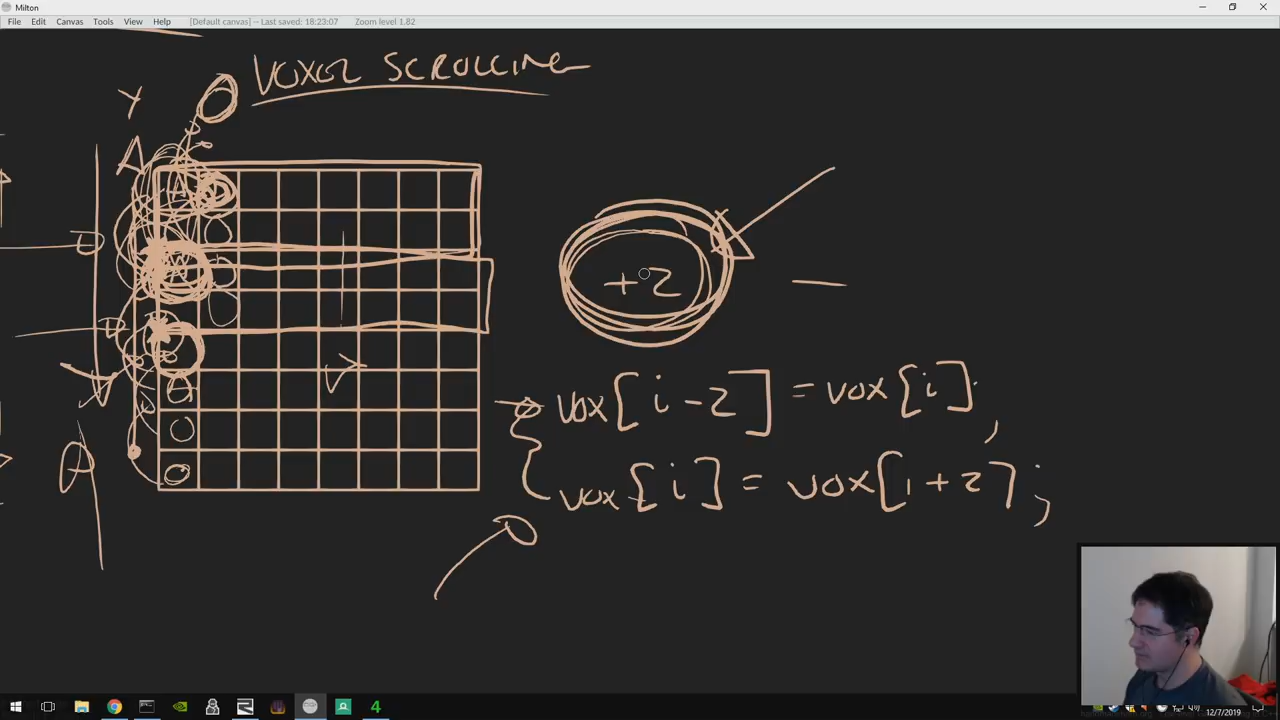 Milton
File Edit Canvas Tools View Help [Default canvas] -- Last saved: 18:23:07 Zoom level 1.82
VOXEL SCROLLING
Y
A
W
+2
vox[i-2] = vox[i];
vox[i] = vox[i+2];
4
12/7/2019